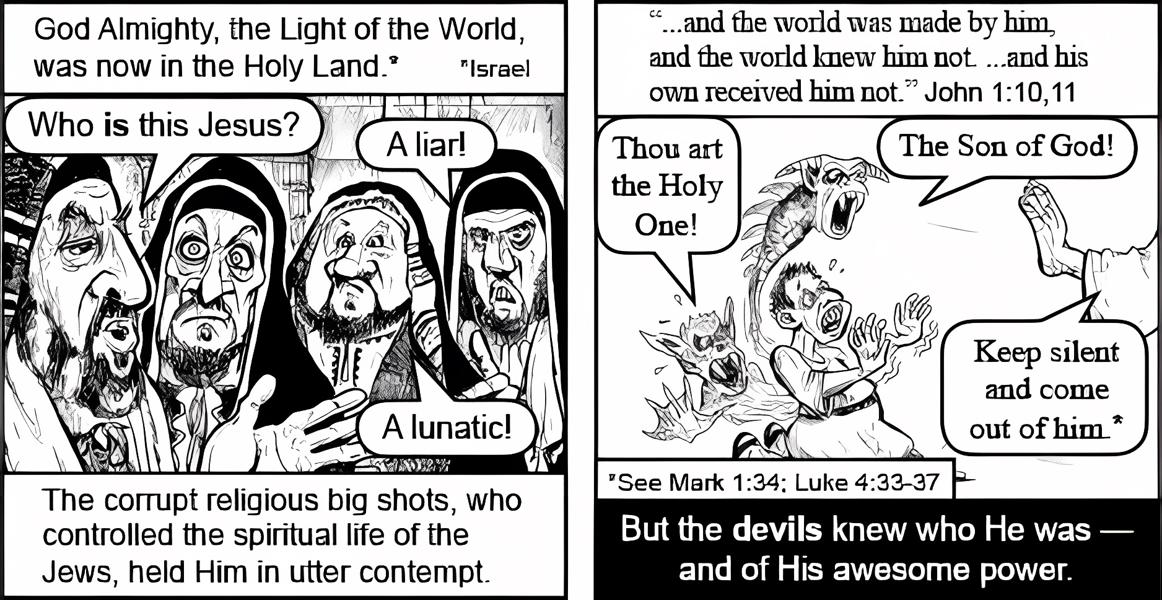 God Almighty, the Light of the World,
was now in the Holy Land.*
*Israel
Who is this Jesus?
A liar!
A lunatic!
The corrupt religious big shots, who
controlled the spiritual life of the
Jews, held Him in utter contempt.
“...and the world was made by him,
and the world knew him not. ...and his
own received him not.” John 1:10,11
Thou art
the Holy
One!
The Son of God!
Keep silent
and come
out of him.*
*See Mark 1:34; Luke 4:33-37
But the devils knew who He was —
and of His awesome power.